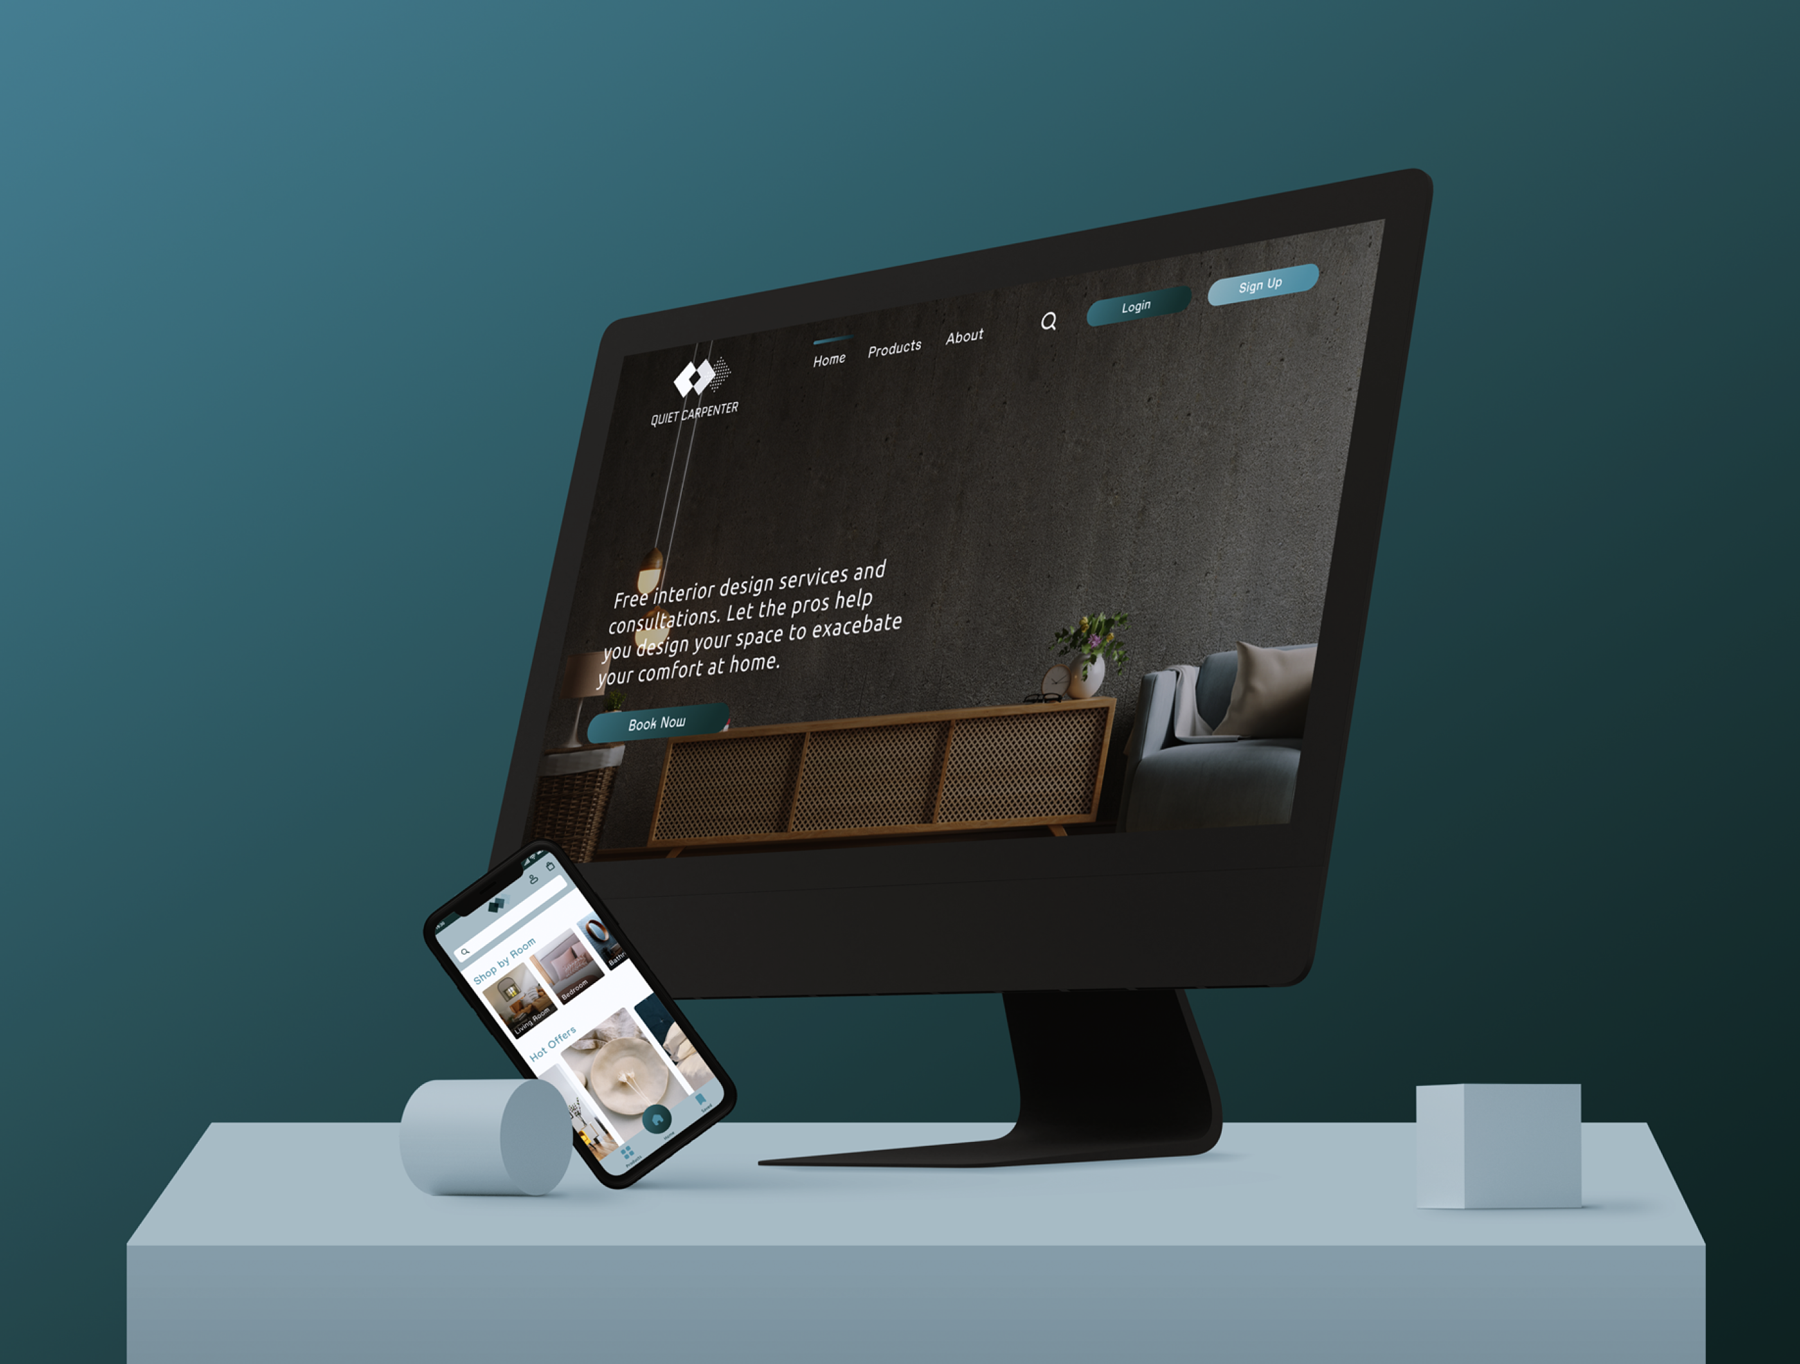 QUIET CARPENTER
Home
Products
About
Login
Sign Up
Free interior design services and
consultations. Let the pros help
you design your space to exacebate
your comfort at home.
Book Now
Shop by Room
Living Room
Bedroom
Bathr
Hot Offers
Products
Home